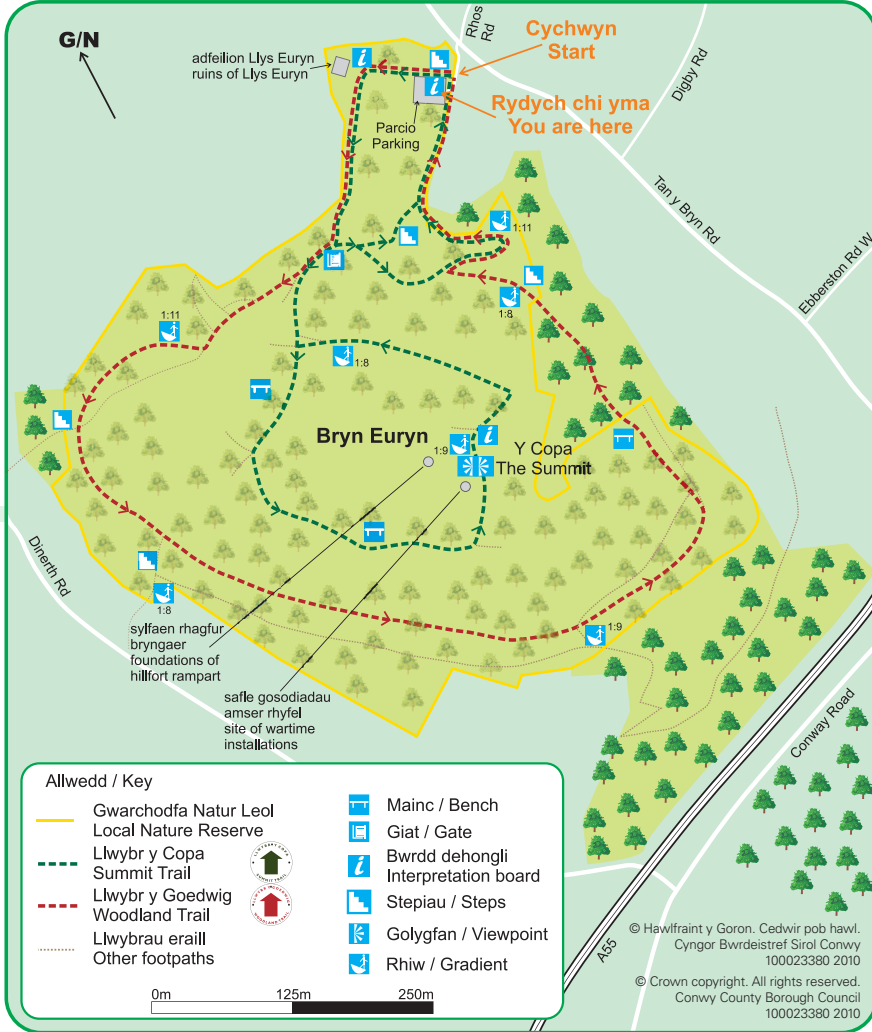 G/N
adfeilion Llys Euryn
ruins of Llys Euryn
Rhos
Rd
Cychwyn
Start
Digby Rd
Rydych chi yma
You are here
Parcio
Parking
Tan y Bryn Rd
1:11
Ebberston Rd W
1:8
1:11
1:8
Bryn Euryn
1:9
Y Copa
The Summit
Dinerth Rd
1:8
1:9
sylfaen rhagfur
bryngaer
foundations of
hillfort rampart
safle gosodiadau
amser rhyfel
site of wartime
installations
Conway Road
A55
Allwedd / Key
Gwarchodfa Natur Leol
Local Nature Reserve
Llwybr y Copa
Summit Trail
Llwybr y Goedwig
Woodland Trail
Llwybrau eraill
Other footpaths
Mainc / Bench
Giat / Gate
Bwrdd dehongli
Interpretation board
Stepiau / Steps
Golygfan / Viewpoint
Rhiw / Gradient
0m 125m 250m
© Hawlfraint y Goron. Cedwir pob hawl.
Cyngor Bwrdeistref Sirol Conwy
100023380 2010
© Crown copyright. All rights reserved.
Conwy County Borough Council
100023380 2010